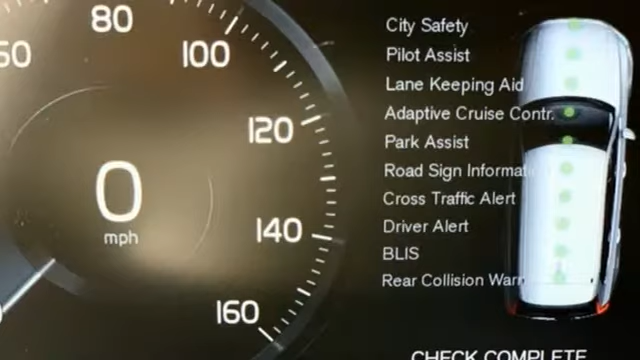 80
100
120
140
160
0
mph
City Safety
Pilot Assist
Lane Keeping Aid
Adaptive Cruise Contr.
Park Assist
Road Sign Informat
Cross Traffic Alert
Driver Alert
BLIS
Rear Collision Warn
CHECK COMPLETE